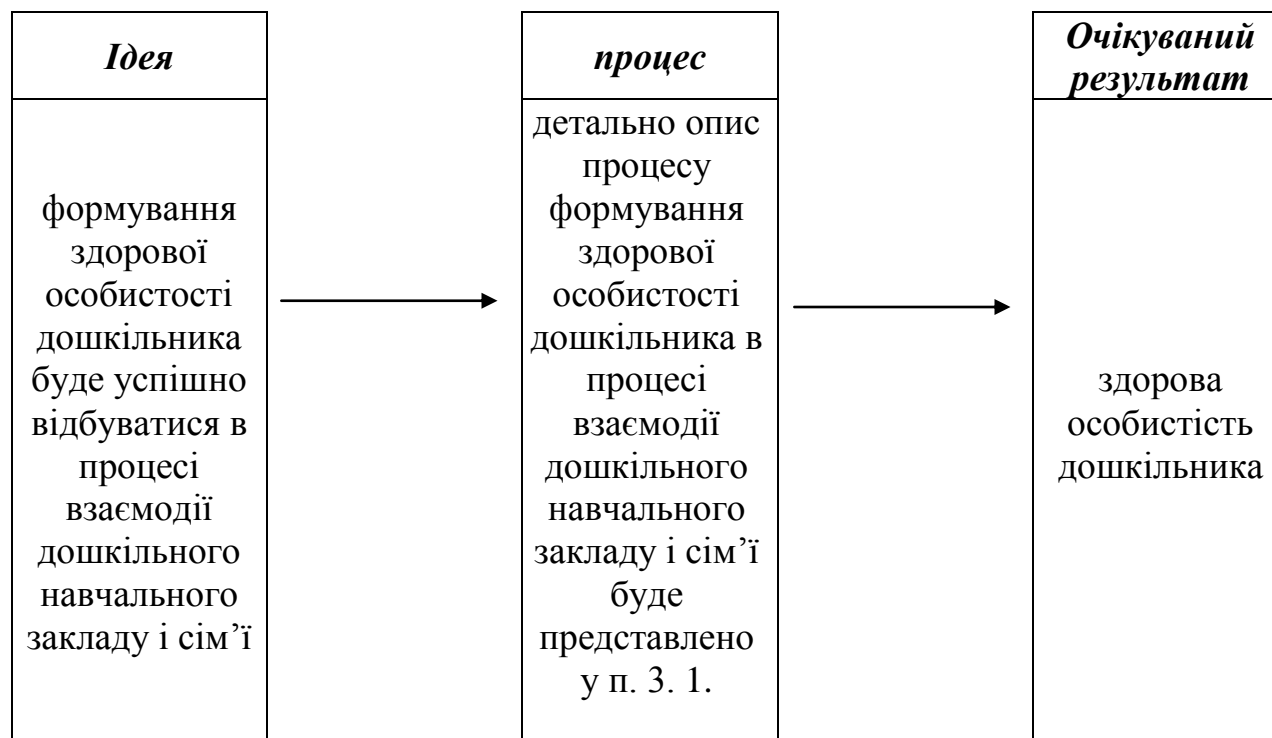 Ідея
формування
здорової
особистості
дошкільника
буде успішно
відбуватися в
процесі
взаємодії
дошкільного
навчального
закладу і сім’ї
процес
детально опис
процесу
формування
здорової
особистості
дошкільника в
процесі
взаємодії
дошкільного
навчального
закладу і сім’ї
буде
представлено
у п. 3. 1.
Очікуваний
результат
здорова
особистість
дошкільника